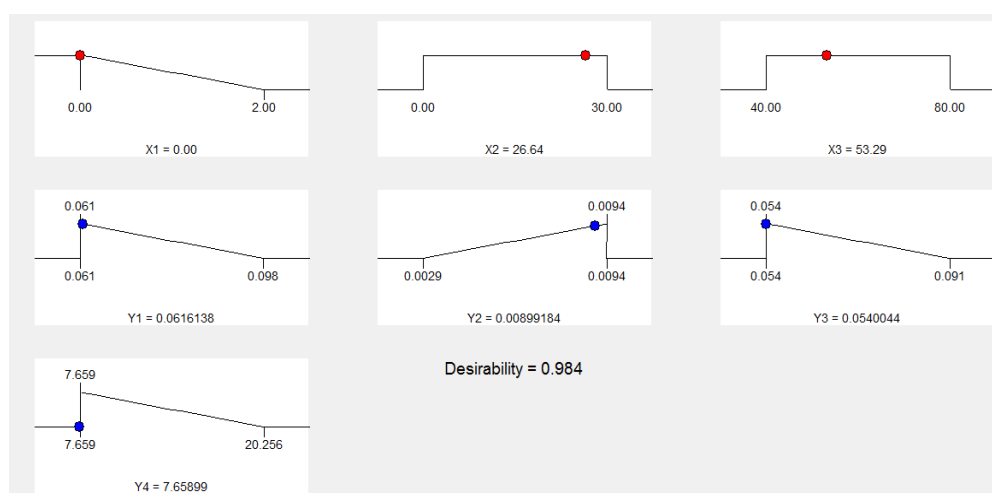 0.00 2.00
X1 = 0.00
0.00 30.00
X2 = 26.64
40.00 80.00
X3 = 53.29
0.061
0.061 0.098
Y1 = 0.0616138
0.0094
0.0029 0.0094
Y2 = 0.00899184
0.054
0.054 0.091
Y3 = 0.0540044
7.659
7.659 20.256
Y4 = 7.65899
Desirability = 0.984